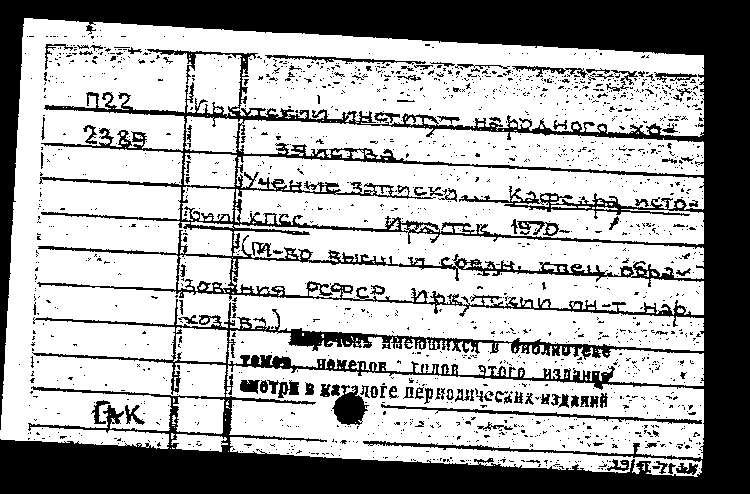 П22
Иркутский институт народного хо-
2389
зяйства.
Ученые записки... Кафедра исто-
рии КПСС. Иркутск, 1970-
(М-во высш. и средн. спец. обра-
зования РСФСР. Иркутский ин-т нар.
хоз-ва.)
Перечень имеющихся в библиотеке
томов, номеров, годов этого издания
смотри в каталоге периодических изданий
ГАК